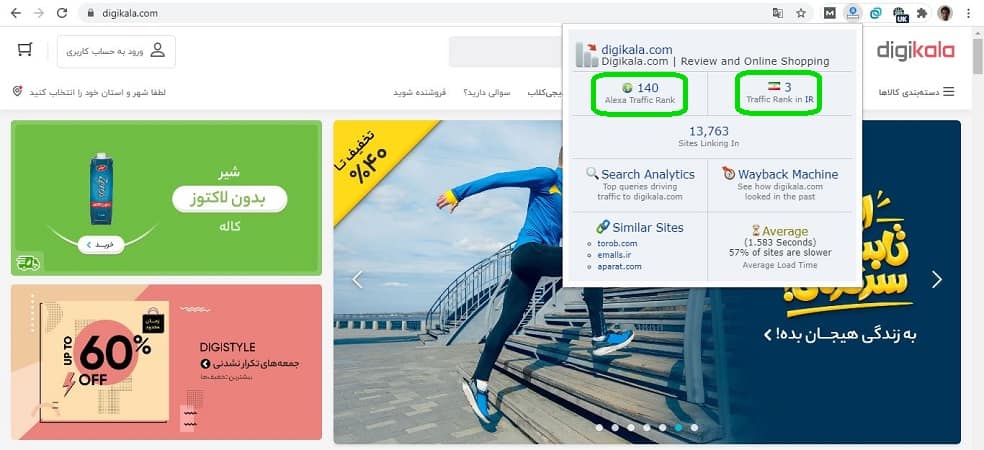 digikala.com
UK
ورود به حساب کاربری
digikala
لطفا شهر و استان خود را انتخاب کنید
فروشنده شوید
سوالی دارید؟
دسته‌بندی کالاها
digikala.com
Digikala.com | Review and Online Shopping
140
Alexa Traffic Rank
3
Traffic Rank in IR
13,763
Sites Linking In
Search Analytics
Top queries driving
traffic to digikala.com
Wayback Machine
See how digikala.com
looked in the past
Similar Sites
torob.com
emalls.ir
aparat.com
Average
(1.583 Seconds)
57% of sites are slower
Average Load Time
شیر
بدون لاکتوز
کاله
خرید
تخفیف تا
%۴۰
به زندگی هیجان بده!
UP TO
60%
OFF
زمان
محدود
DIGISTYLE
جمعه‌های تکرار نشدنی
بیشترین تخفیف‌ها